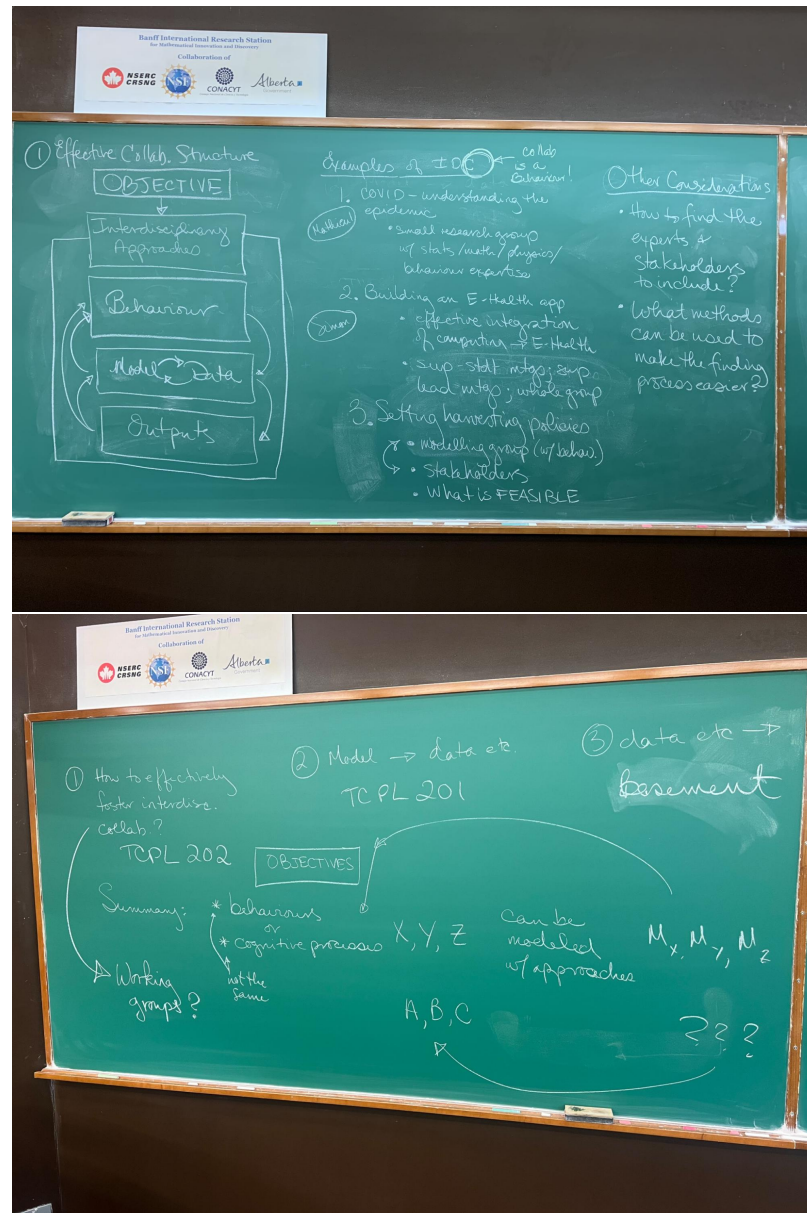 Banff International Research Station
for Mathematical Innovation and Discovery
Collaboration of
NSERC
CRSNG
NSF
CONACYT
Alberta
Government
① Effective Collab. Structure
OBJECTIVE
Interdisciplinary
Approaches
Behaviour
Model Data
Outputs
Examples of IDC
collab
is a
Behaviour!
1. COVID – understanding the
epidemic
• small research group
w/ stats/math/physics/
behaviour expertise
2. Building an E-Health app
Simon
• effective integration
of computing → E-Health
• sup-stdt mtgs; sup.
lead mtgs; whole group
3. Setting harvesting policies
• modelling group (w/ behav.)
• stakeholders
• What is FEASIBLE
Other Considerations
• How to find the
experts &
stakeholders
to include?
• What methods
can be used to
make the finding
process easier?
Banff International Research Station
for Mathematical Innovation and Discovery
Collaboration of
NSERC
CRSNG
NSF
CONACYT
Alberta
Government
① How to effectively
foster interdisc.
collab?
TCPL 202
② Model → data etc.
TCPL 201
③ data etc →
Basement
OBJECTIVES
Summary:
* behaviours
or
* Cognitive processes
not the
same
Working
groups?
X, Y, Z
can be
modeled
w/ approaches
Mx, My, Mz
A, B, C
? ? ?